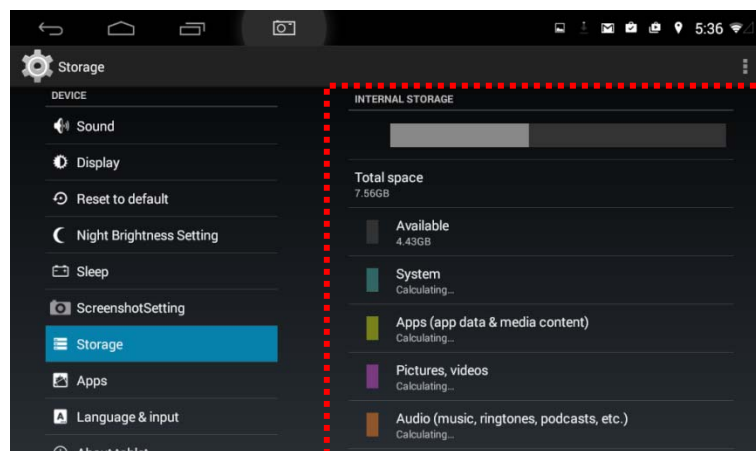 5:36
Storage
DEVICE
Sound
Display
Reset to default
Night Brightness Setting
Sleep
ScreenshotSetting
Storage
Apps
Language & input
INTERNAL STORAGE
Total space
7.56GB
Available
4.43GB
System
Calculating...
Apps (app data & media content)
Calculating...
Pictures, videos
Calculating...
Audio (music, ringtones, podcasts, etc.)
Calculating...